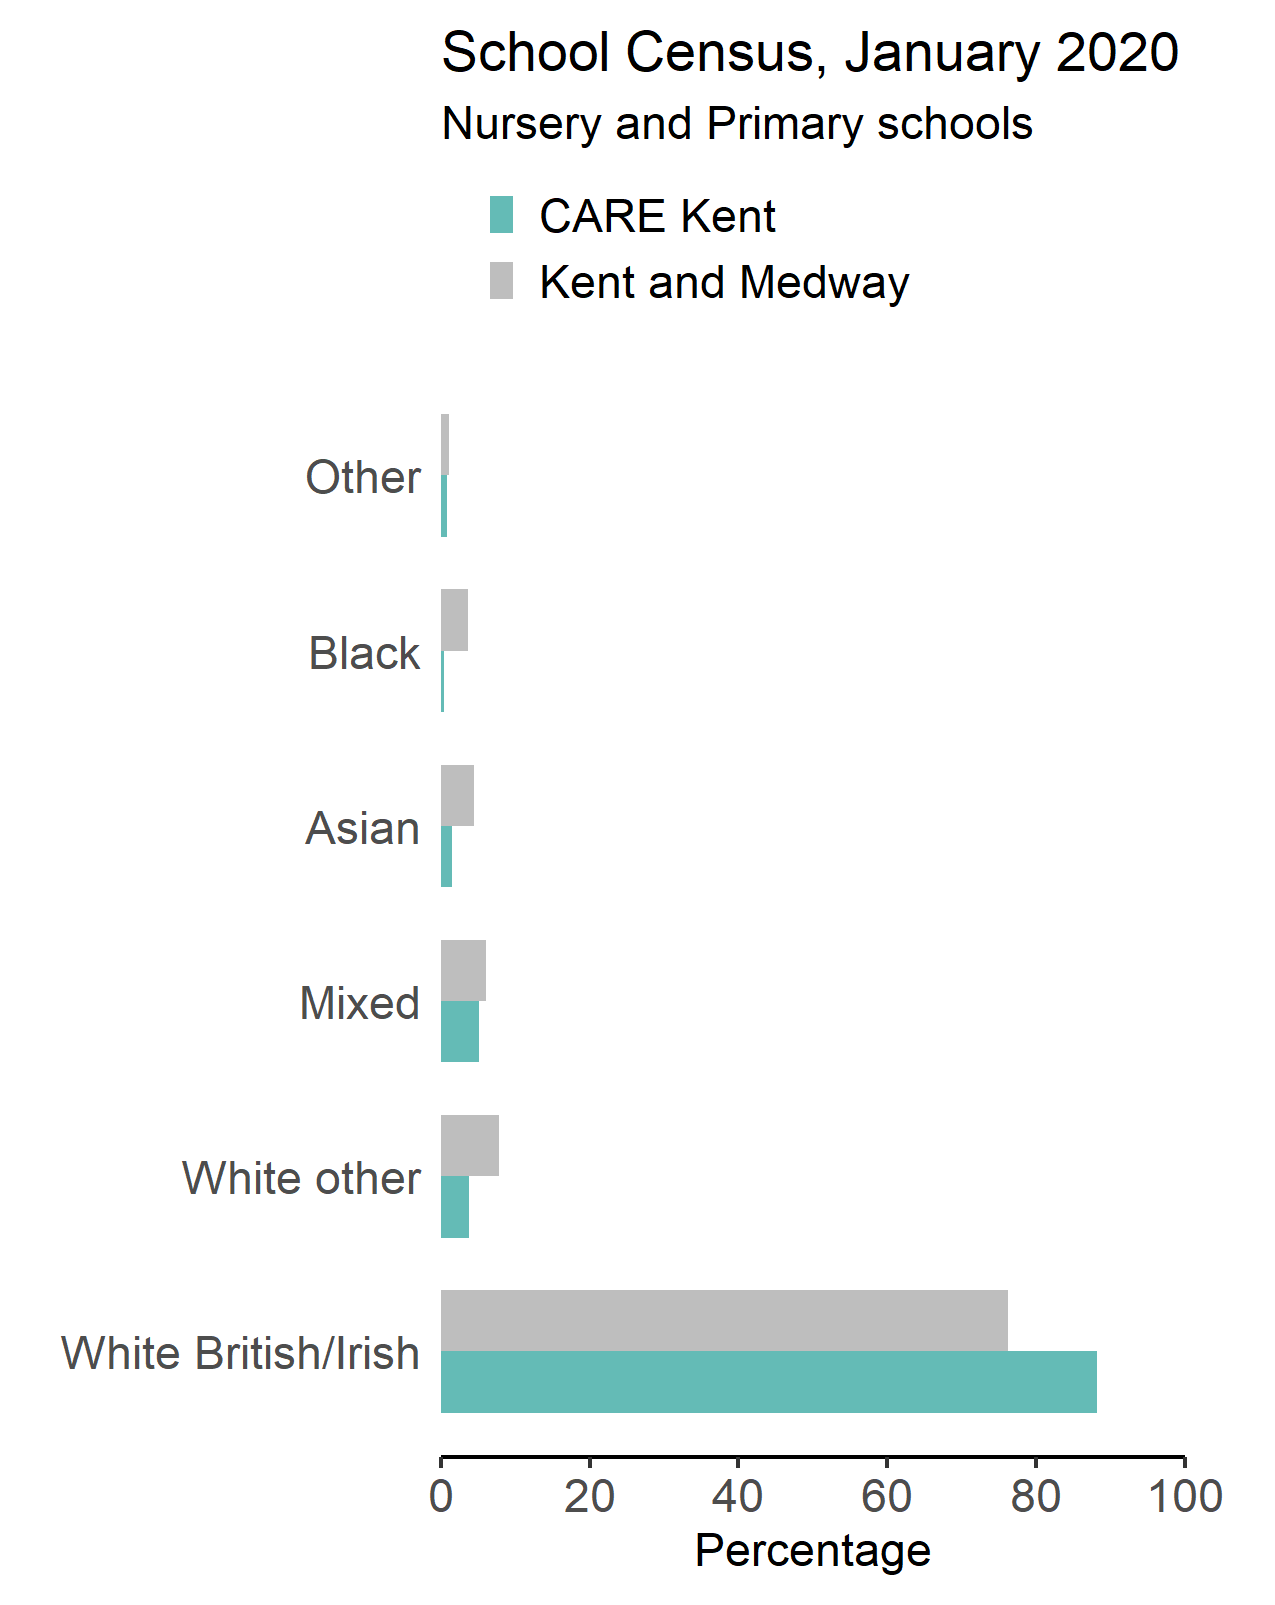 School Census, January 2020
Nursery and Primary schools
CARE Kent
Kent and Medway
Other
Black
Asian
Mixed
White other
White British/Irish
0 20 40 60 80 100
Percentage